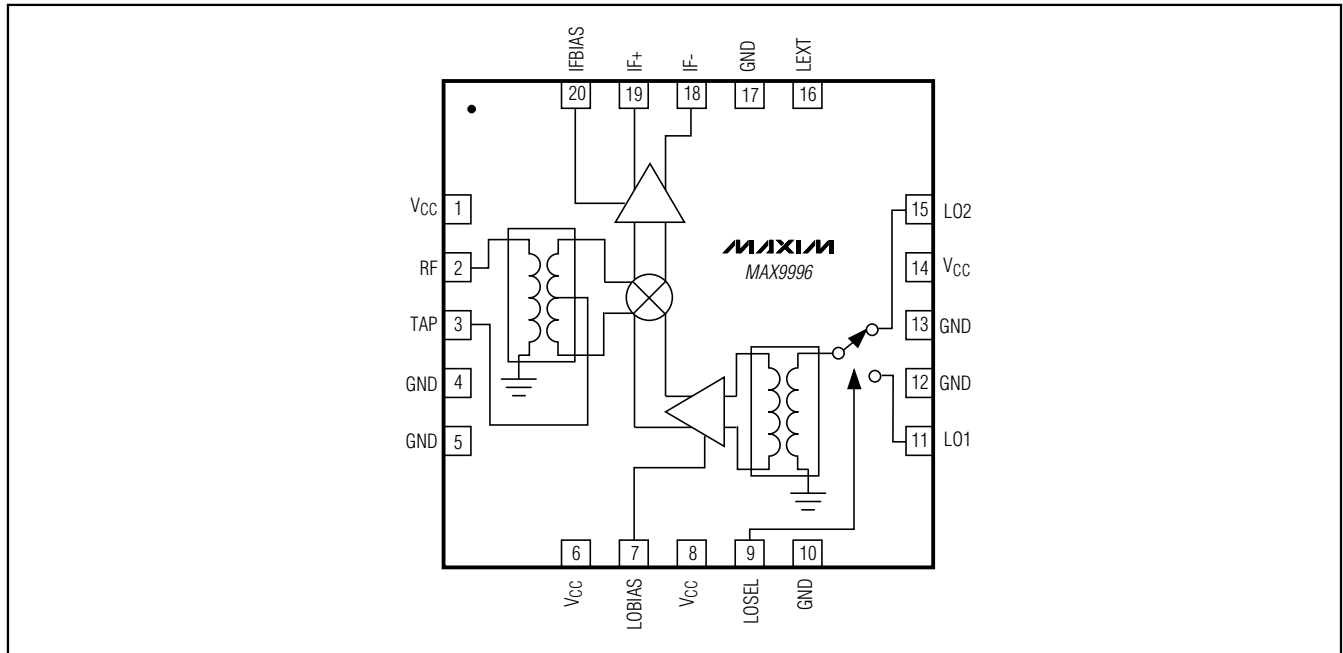 IFBIAS
IF+
IF-
GND
LEXT
20
19
18
17
16
VCC 1
RF 2
TAP 3
GND 4
GND 5
MAXIM
MAX9996
15 LO2
14 VCC
13 GND
12 GND
11 LO1
6
7
8
9
10
VCC
LOBIAS
VCC
LOSEL
GND